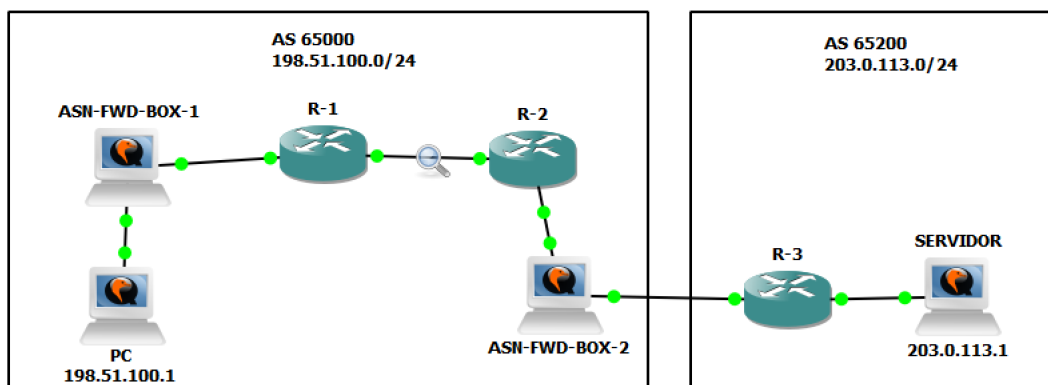 AS 65000
198.51.100.0/24
ASN-FWD-BOX-1
R-1
R-2
PC
198.51.100.1
ASN-FWD-BOX-2
AS 65200
203.0.113.0/24
R-3
SERVIDOR
203.0.113.1